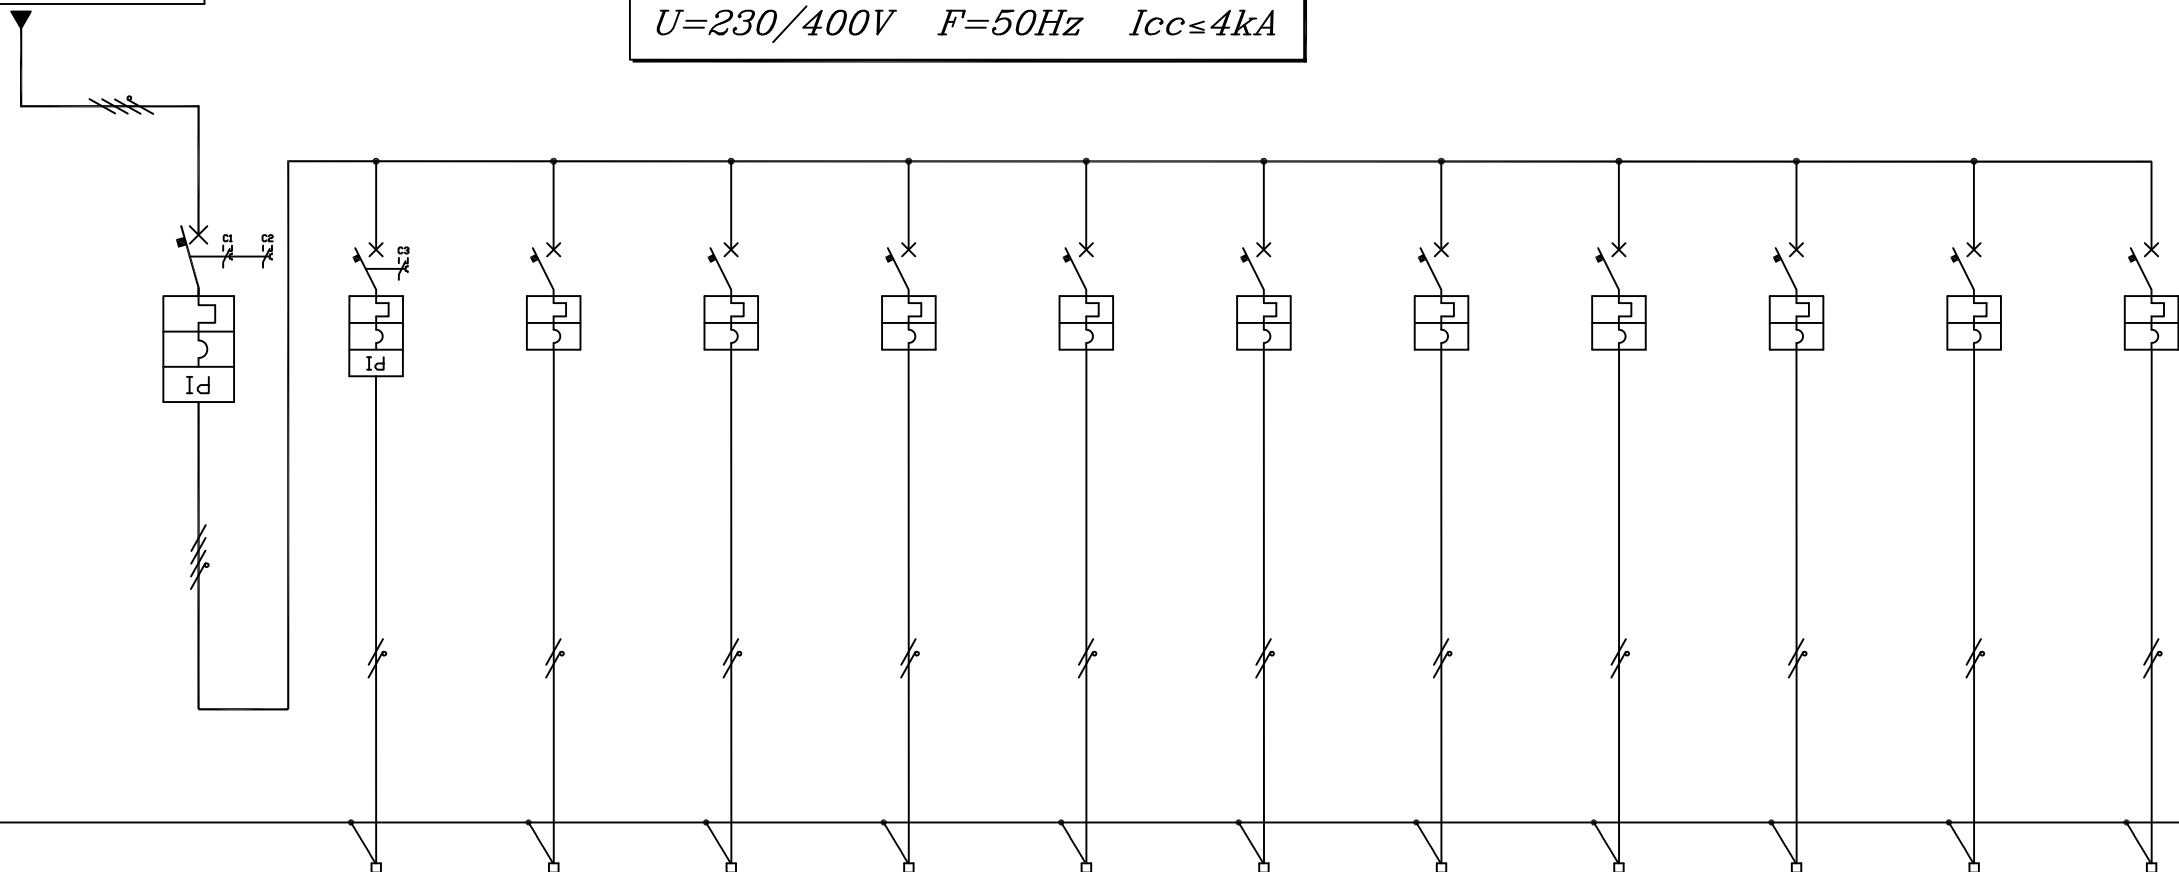 U=230/400V F=50Hz Icc≤4kA
C1 C2
C3
Id
Id